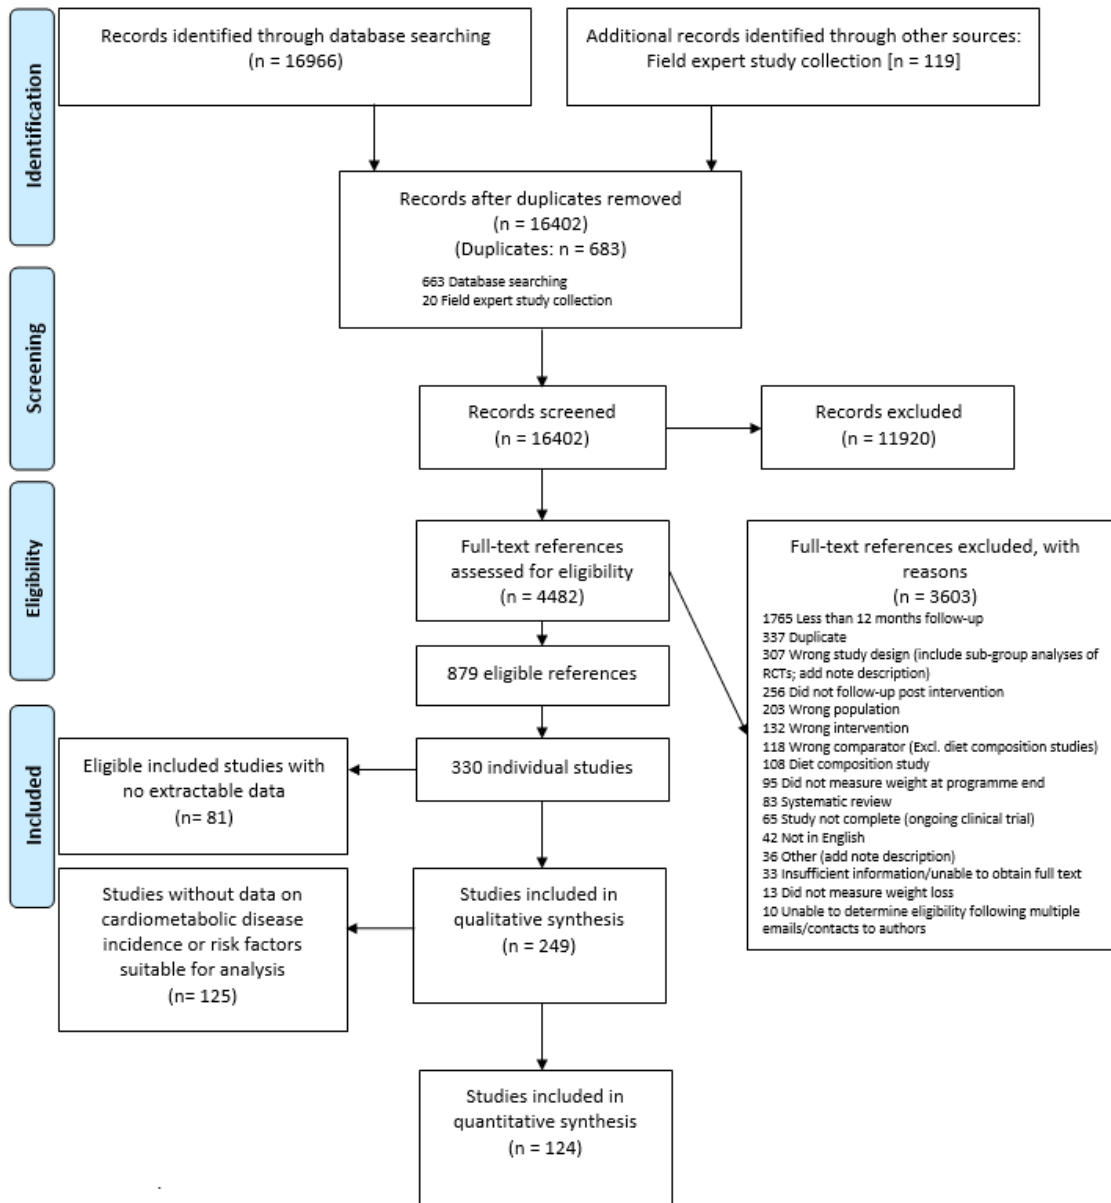 Identification
Records identified through database searching
(n = 16966)
Additional records identified through other sources:
Field expert study collection [n = 119]
Records after duplicates removed
(n = 16402)
(Duplicates: n = 683)
663 Database searching
20 Field expert study collection
Screening
Records screened
(n = 16402)
Records excluded
(n = 11920)
Eligibility
Full-text references
assessed for eligibility
(n = 4482)
Full-text references excluded, with
reasons
(n = 3603)
1765 Less than 12 months follow-up
337 Duplicate
307 Wrong study design (include sub-group analyses of
RCTs; add note description)
256 Did not follow-up post intervention
203 Wrong population
132 Wrong intervention
118 Wrong comparator (Excl. diet composition studies)
108 Diet composition study
95 Did not measure weight at programme end
83 Systematic review
65 Study not complete (ongoing clinical trial)
42 Not in English
36 Other (add note description)
33 Insufficient information/unable to obtain full text
13 Did not measure weight loss
10 Unable to determine eligibility following multiple
emails/contacts to authors
879 eligible references
Included
330 individual studies
Eligible included studies with
no extractable data
(n= 81)
Studies included in
qualitative synthesis
(n = 249)
Studies without data on
cardiometabolic disease
incidence or risk factors
suitable for analysis
(n= 125)
Studies included in
quantitative synthesis
(n = 124)
.